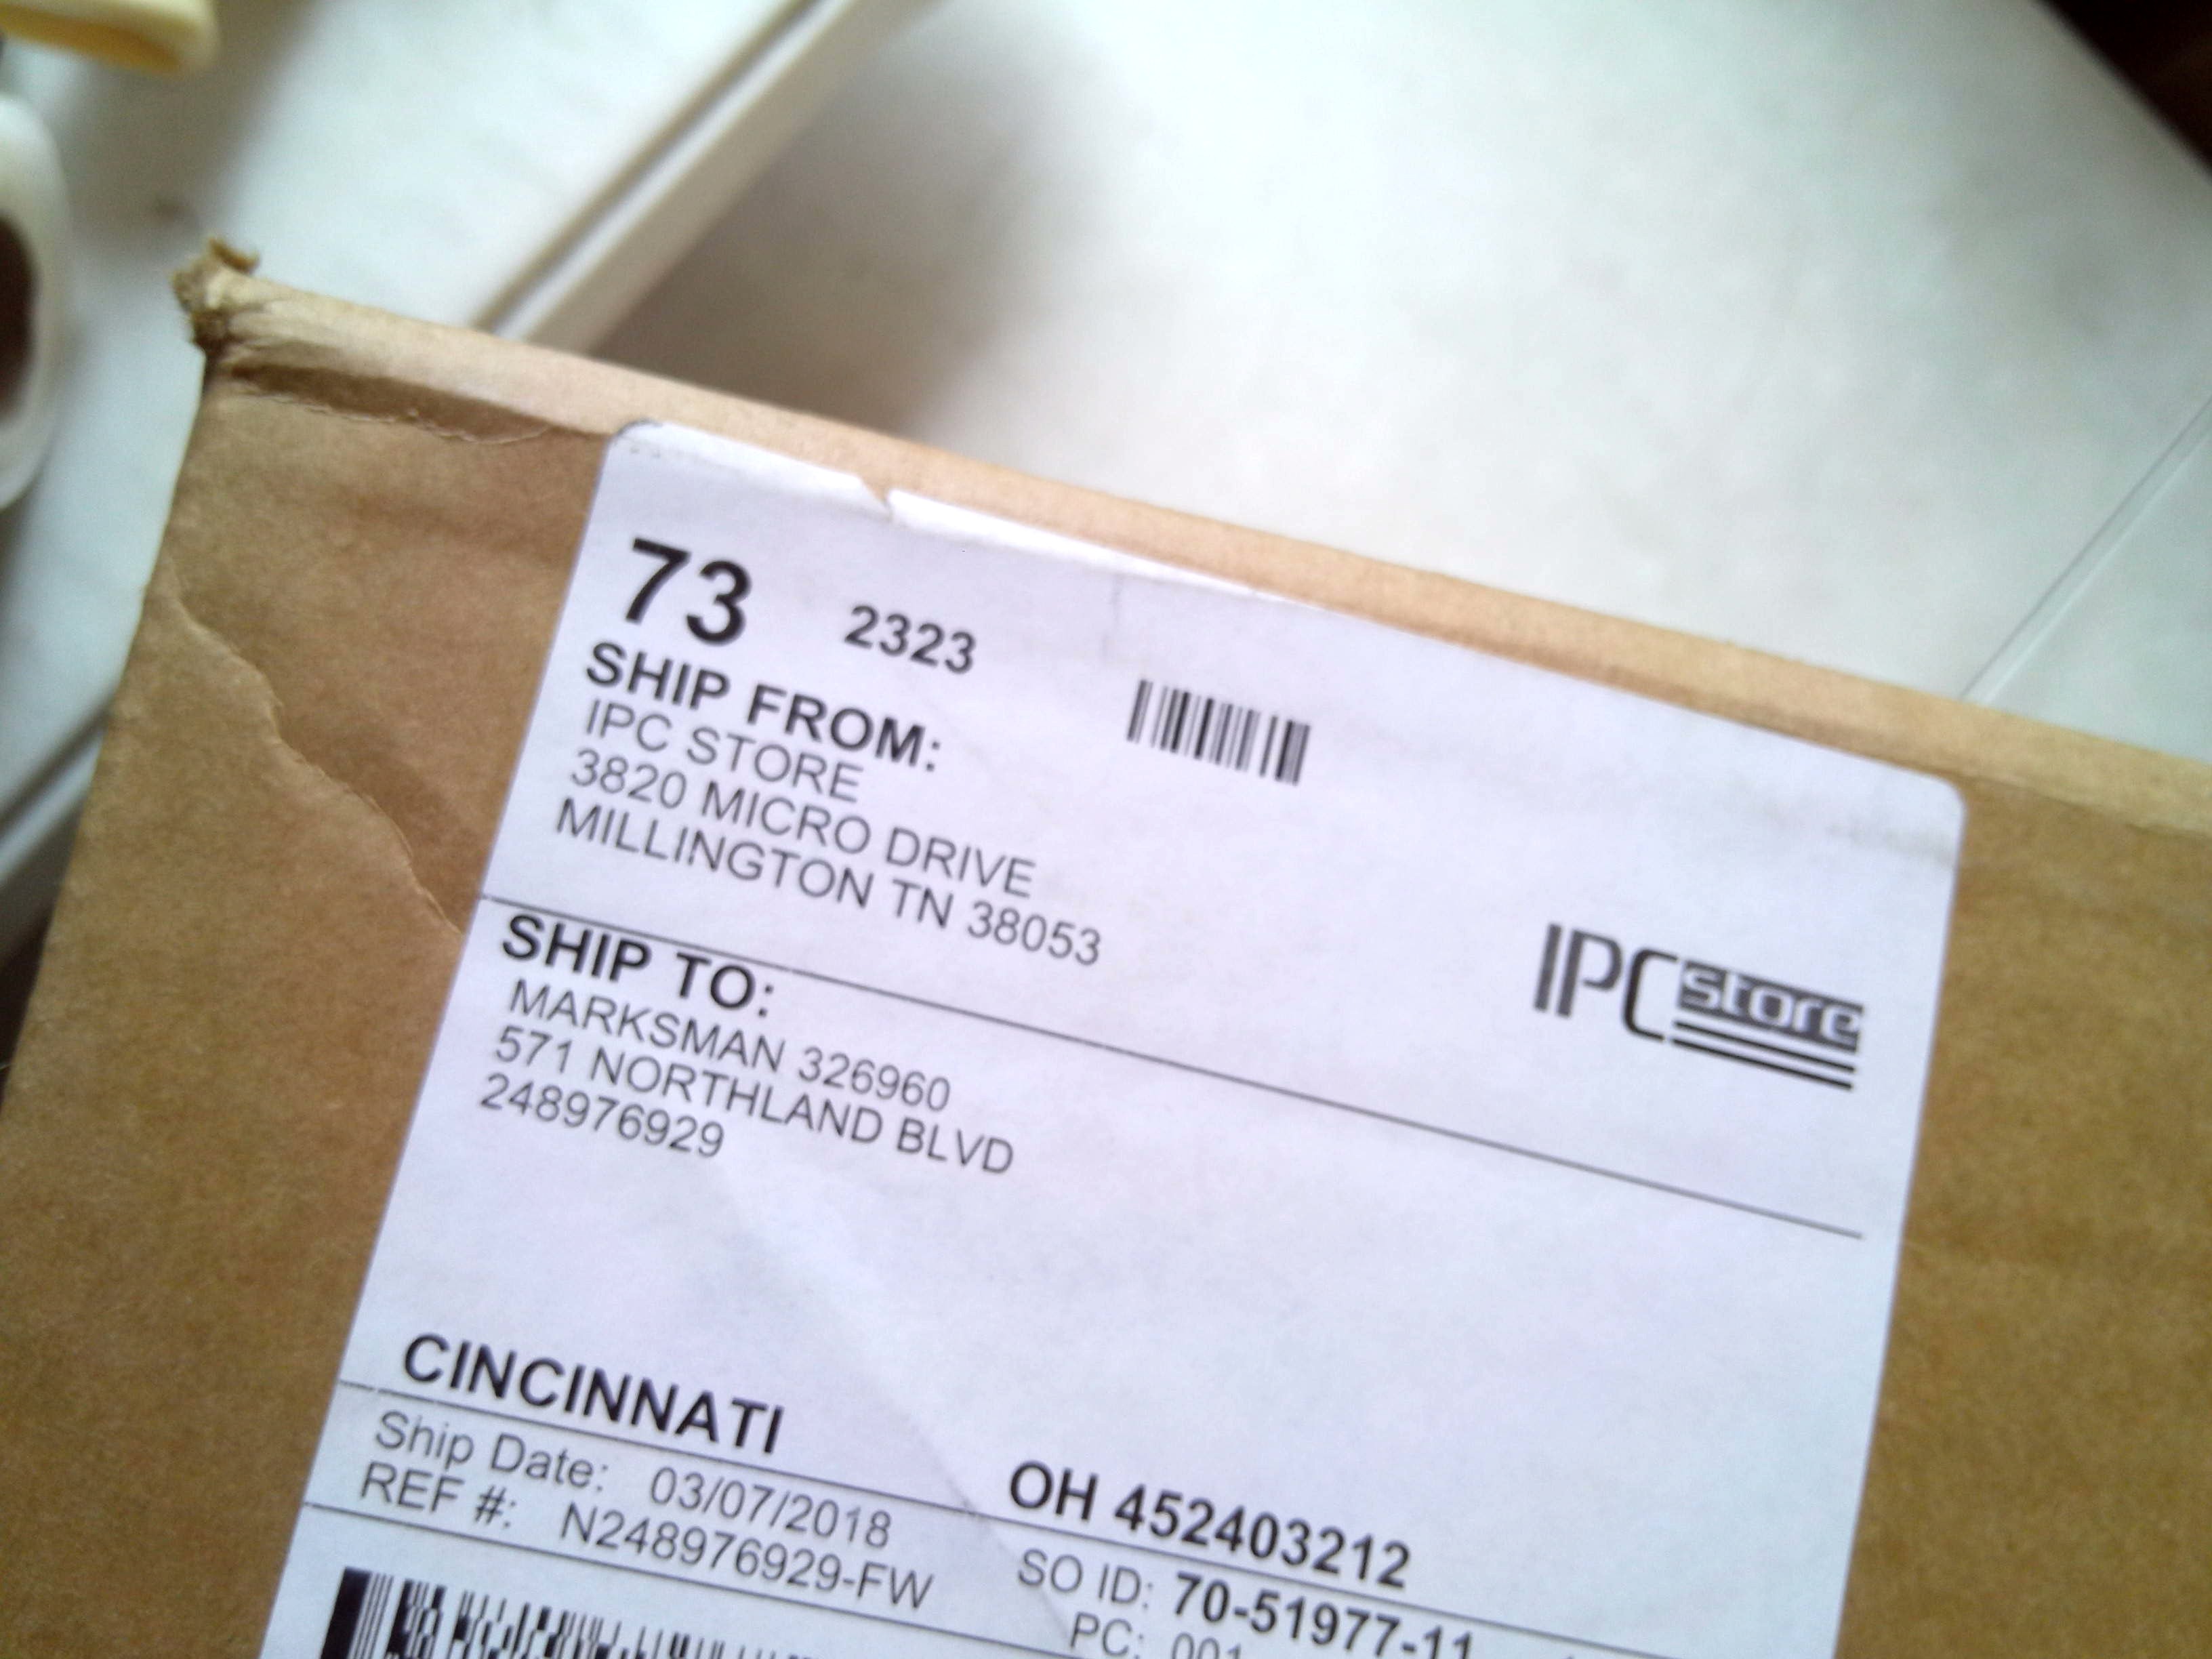 73 2323
SHIP FROM:
IPC STORE
3820 MICRO DRIVE
MILLINGTON TN 38053
IPC store
SHIP TO:
MARKSMAN 326960
571 NORTHLAND BLVD
248976929
CINCINNATI OH 452403212
Ship Date: 03/07/2018 SO ID: 70-51977-11
REF #: N248976929-FW PC: 001